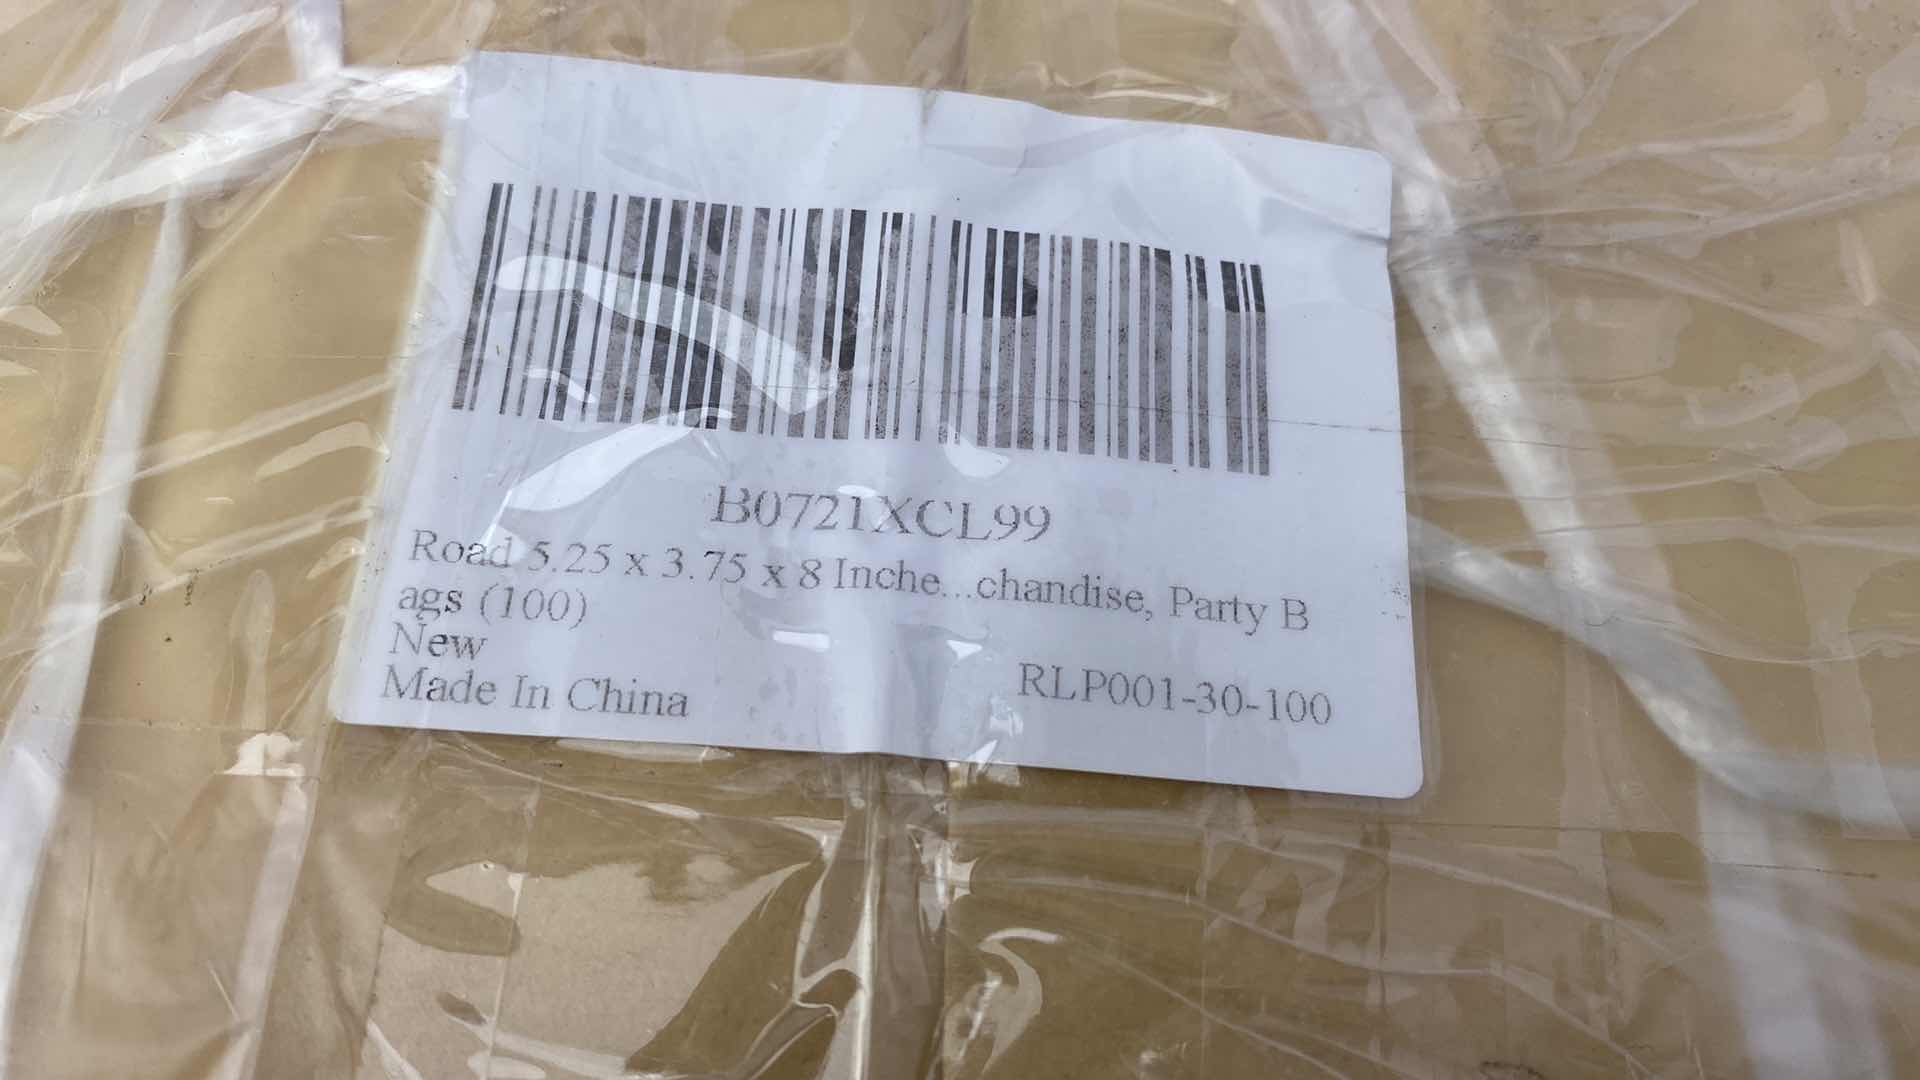 B0721XCL99
Road 5.25 x 3.75 x 8 Inche...chandise, Party B
ags (100)
New
Made In China
RLP001-30-100